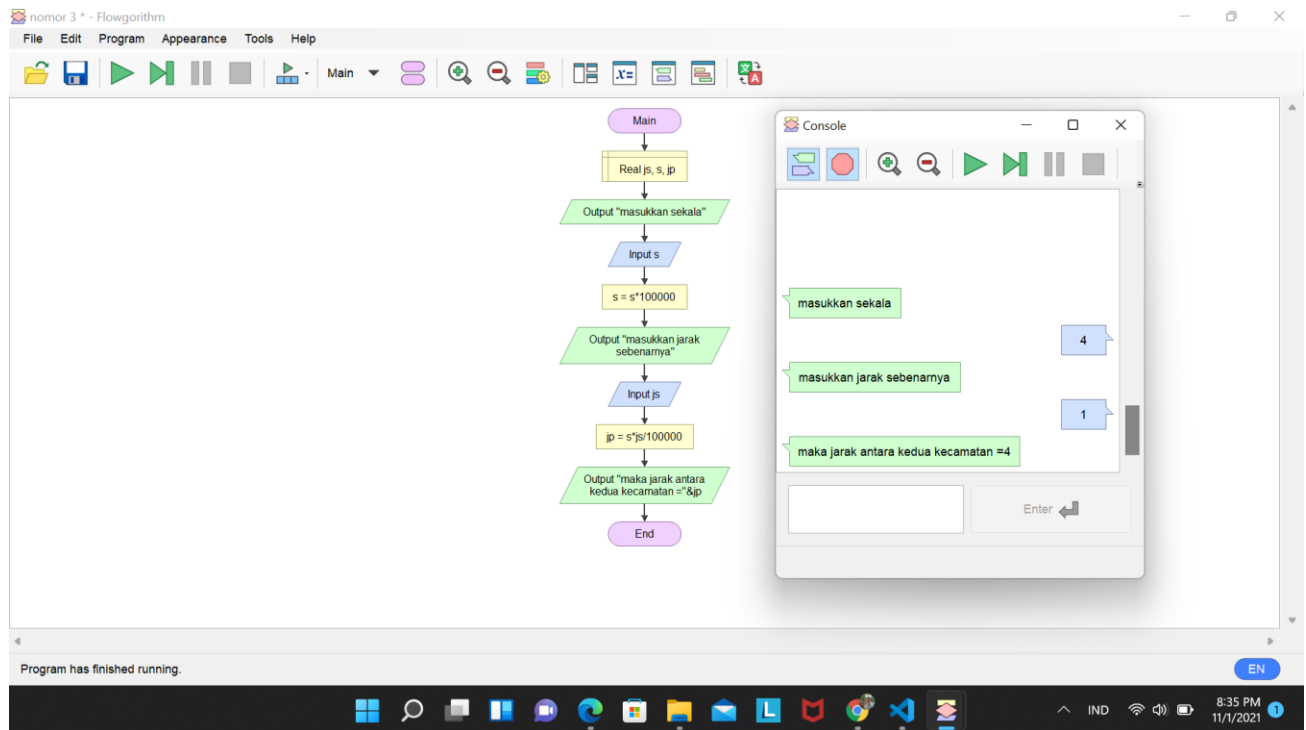 nomor 3 * - Flowgorithm
File Edit Program Appearance Tools Help
Main
x=
Main
Real js, s, jp
Output "masukkan sekala"
Input s
s = s*100000
Output "masukkan jarak
sebenarnya"
Input js
jp = s*js/100000
Output "maka jarak antara
kedua kecamatan ="&jp
End
Console
masukkan sekala
4
masukkan jarak sebenarnya
1
maka jarak antara kedua kecamatan =4
Enter
Program has finished running.
EN
L
IND
8:35 PM
11/1/2021
1